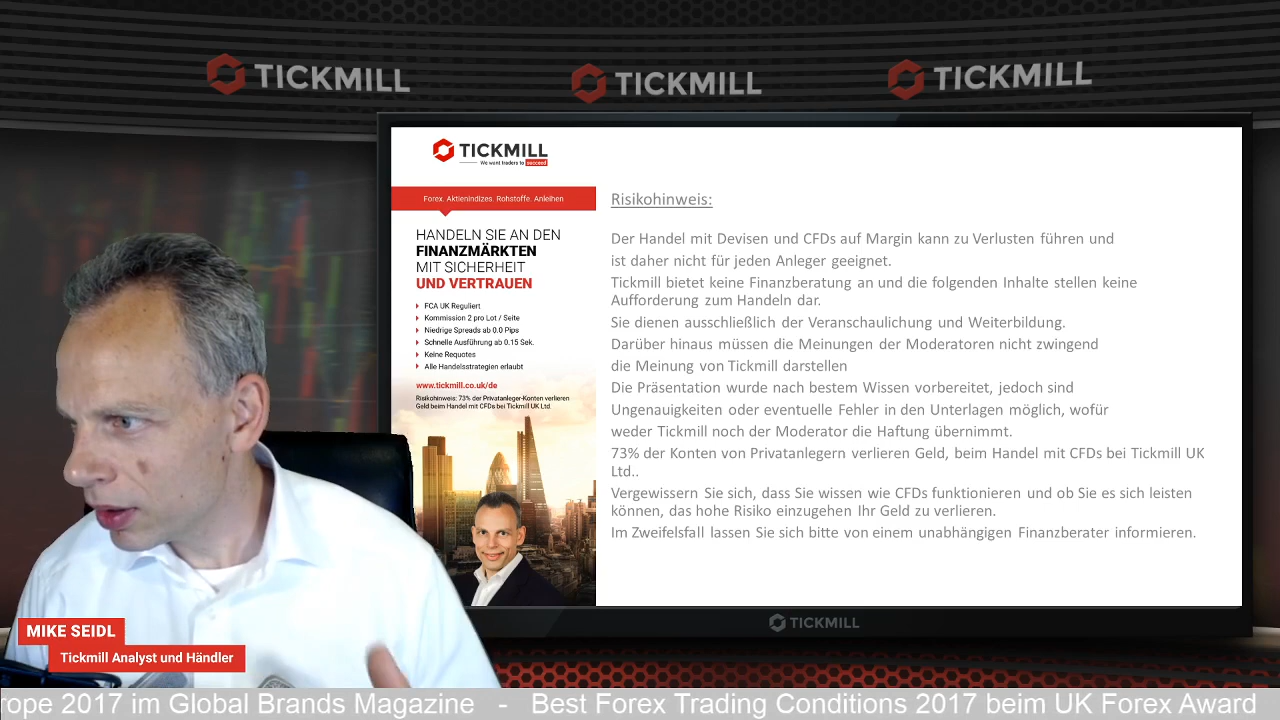 TICKMILL
TICKMILL
TICKMILL
TICKMILL
We want traders to succeed
Forex. Aktienindizes. Rohstoffe. Anleihen
HANDELN SIE AN DEN
FINANZMÄRKTEN
MIT SICHERHEIT
UND VERTRAUEN
FCA UK Reguliert
Kommission 2 pro Lot / Seite
Niedrige Spreads ab 0.0 Pips
Schnelle Ausführung ab 0.15 Sek.
Keine Requotes
Alle Handelsstrategien erlaubt
www.tickmill.co.uk/de
Risikohinweis: 73% der Privatanleger-Konten verlieren
Geld beim Handel mit CFDs bei Tickmill UK Ltd.
Risikohinweis:
Der Handel mit Devisen und CFDs auf Margin kann zu Verlusten führen und
ist daher nicht für jeden Anleger geeignet.
Tickmill bietet keine Finanzberatung an und die folgenden Inhalte stellen keine
Aufforderung zum Handeln dar.
Sie dienen ausschließlich der Veranschaulichung und Weiterbildung.
Darüber hinaus müssen die Meinungen der Moderatoren nicht zwingend
die Meinung von Tickmill darstellen
Die Präsentation wurde nach bestem Wissen vorbereitet, jedoch sind
Ungenauigkeiten oder eventuelle Fehler in den Unterlagen möglich, wofür
weder Tickmill noch der Moderator die Haftung übernimmt.
73% der Konten von Privatanlegern verlieren Geld, beim Handel mit CFDs bei Tickmill UK
Ltd..
Vergewissern Sie sich, dass Sie wissen wie CFDs funktionieren und ob Sie es sich leisten
können, das hohe Risiko einzugehen Ihr Geld zu verlieren.
Im Zweifelsfall lassen Sie sich bitte von einem unabhängigen Finanzberater informieren.
TICKMILL
MIKE SEIDL
Tickmill Analyst und Händler
rope 2017 im Global Brands Magazine - Best Forex Trading Conditions 2017 beim UK Forex Award